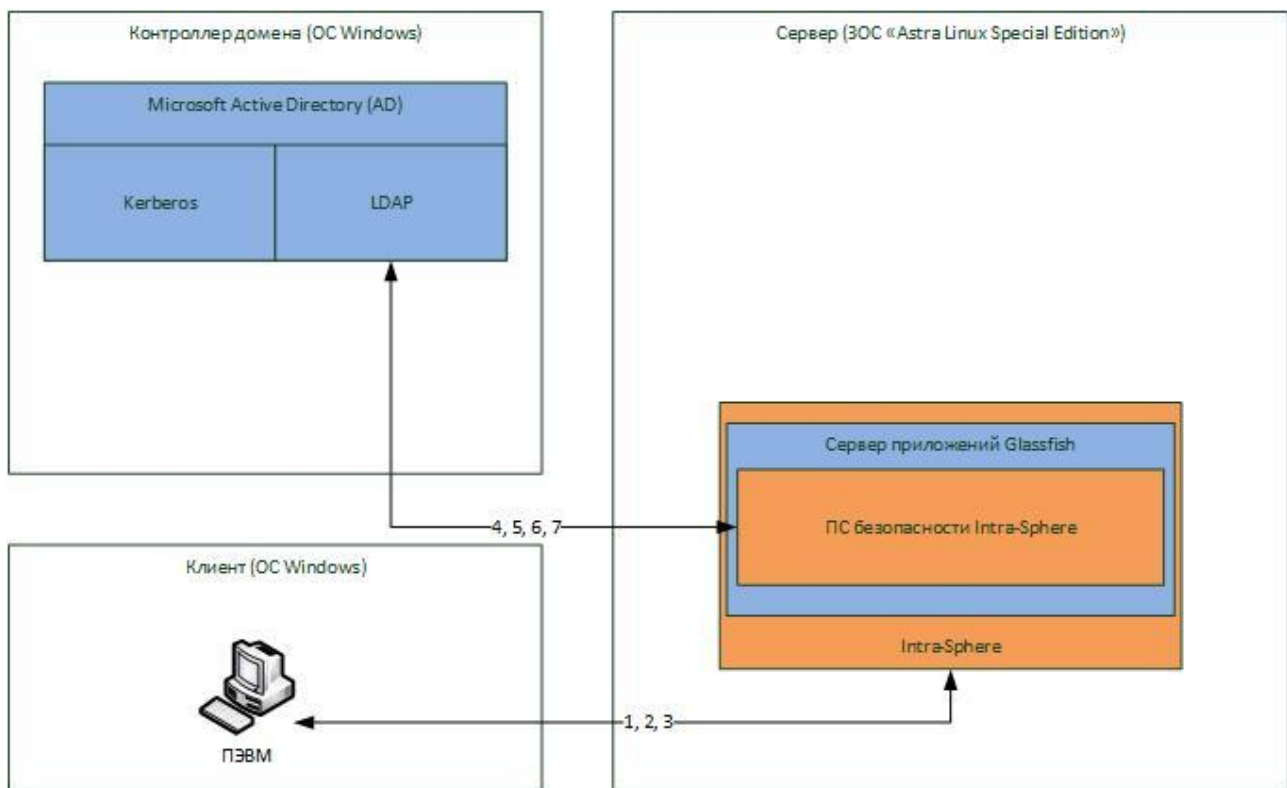 Контроллер домена (ОС Windows)
Microsoft Active Directory (AD)
Kerberos
LDAP
Сервер (ЗОС «Astra Linux Special Edition»)
Сервер приложений Glassfish
ПС безопасности Intra-Sphere
Intra-Sphere
4, 5, 6, 7
Клиент (ОС Windows)
ПЭВМ
1, 2, 3